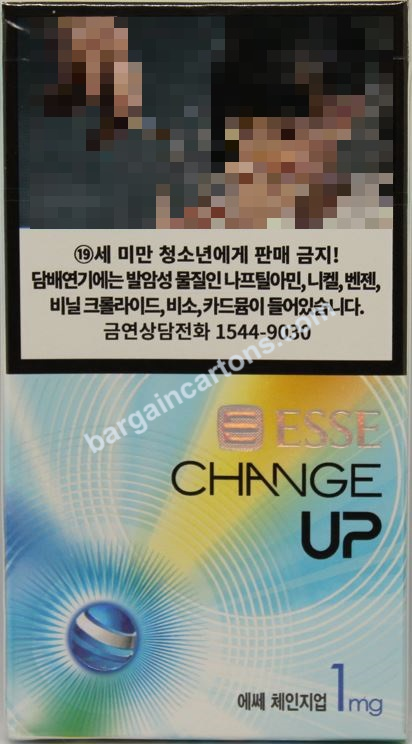 ⑲세 미만 청소년에게 판매 금지!
담배연기에는 발암성 물질인 나프틸아민, 니켈, 벤젠,
비닐 크롤라이드, 비소, 카드뮴이 들어있습니다.
금연상담전화 1544-9030
bargaincartons.com
ESSE
CHANGE
UP
에쎄 체인지업 1mg